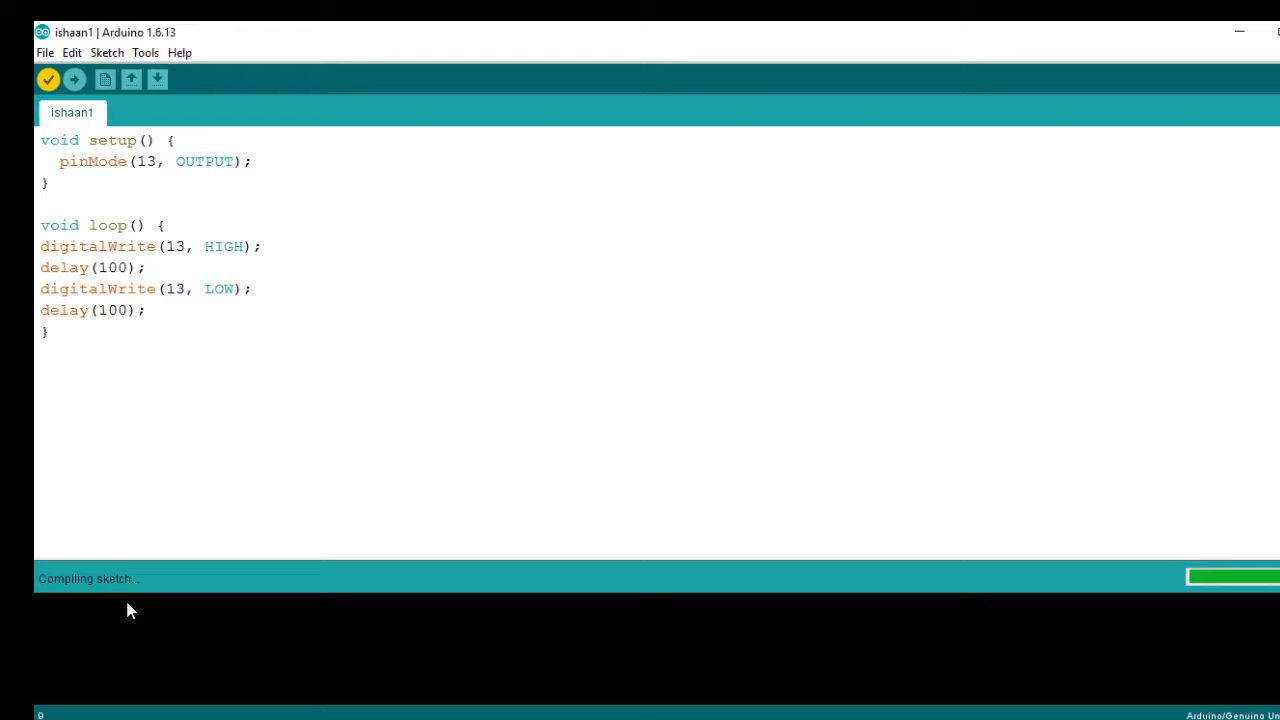 ishaan1 | Arduino 1.6.13
File Edit Sketch Tools Help
ishaan1
void setup() {
  pinMode(13, OUTPUT);
}
void loop() {
digitalWrite(13, HIGH);
delay(100);
digitalWrite(13, LOW);
delay(100);
}
Compiling sketch...
9
Arduino/Genuino Un